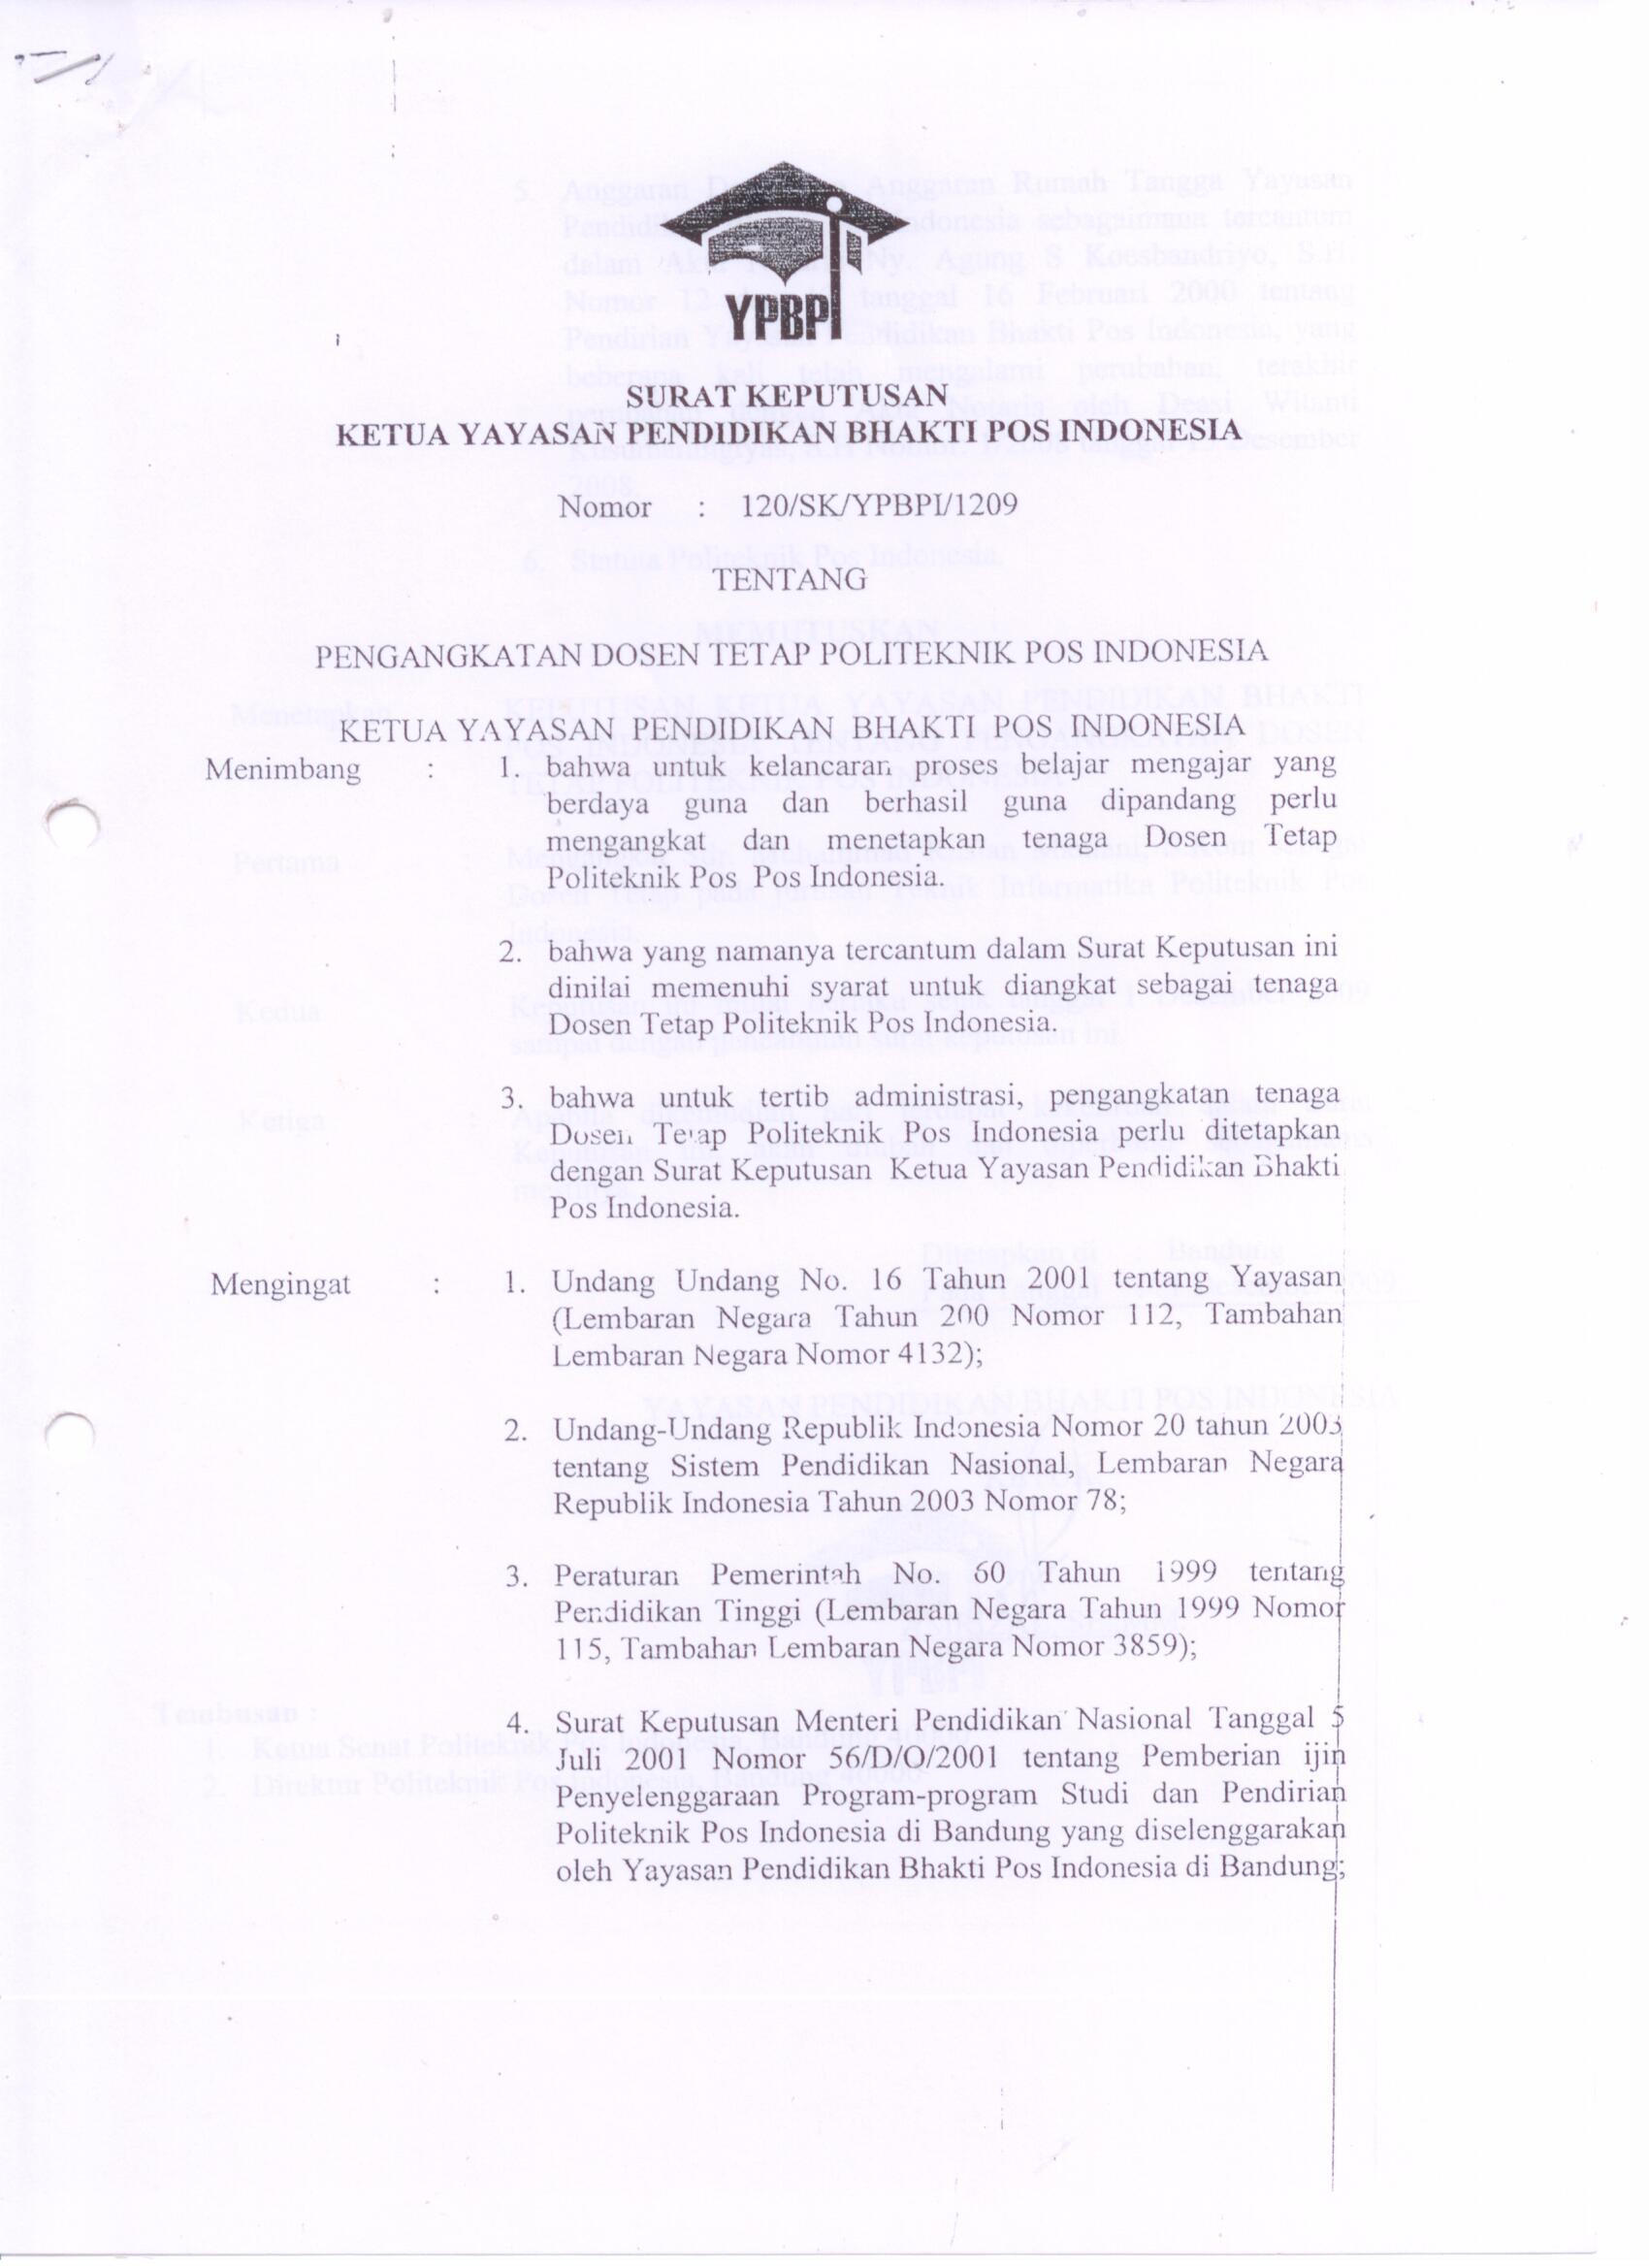 YPBPI
SURAT KEPUTUSAN
KETUA YAYASAN PENDIDIKAN BHAKTI POS INDONESIA
Nomor : 120/SK/YPBPI/1209
TENTANG
PENGANGKATAN DOSEN TETAP POLITEKNIK POS INDONESIA
KETUA YAYASAN PENDIDIKAN BHAKTI POS INDONESIA
Menimbang : 1. bahwa untuk kelancaran proses belajar mengajar yang
berdaya guna dan berhasil guna dipandang perlu
mengangkat dan menetapkan tenaga Dosen Tetap
Politeknik Pos Pos Indonesia.
2. bahwa yang namanya tercantum dalam Surat Keputusan ini
dinilai memenuhi syarat untuk diangkat sebagai tenaga
Dosen Tetap Politeknik Pos Indonesia.
3. bahwa untuk tertib administrasi, pengangkatan tenaga
Dosen Tetap Politeknik Pos Indonesia perlu ditetapkan
dengan Surat Keputusan Ketua Yayasan Pendidikan Bhakti
Pos Indonesia.
Mengingat : 1. Undang Undang No. 16 Tahun 2001 tentang Yayasan
(Lembaran Negara Tahun 200 Nomor 112, Tambahan
Lembaran Negara Nomor 4132);
2. Undang-Undang Republik Indonesia Nomor 20 tahun 2003
tentang Sistem Pendidikan Nasional, Lembaran Negara
Republik Indonesia Tahun 2003 Nomor 78;
3. Peraturan Pemerintah No. 60 Tahun 1999 tentang
Pendidikan Tinggi (Lembaran Negara Tahun 1999 Nomor
115, Tambahan Lembaran Negara Nomor 3859);
4. Surat Keputusan Menteri Pendidikan Nasional Tanggal 5
Juli 2001 Nomor 56/D/O/2001 tentang Pemberian ijin
Penyelenggaraan Program-program Studi dan Pendirian
Politeknik Pos Indonesia di Bandung yang diselenggarakan
oleh Yayasan Pendidikan Bhakti Pos Indonesia di Bandung;